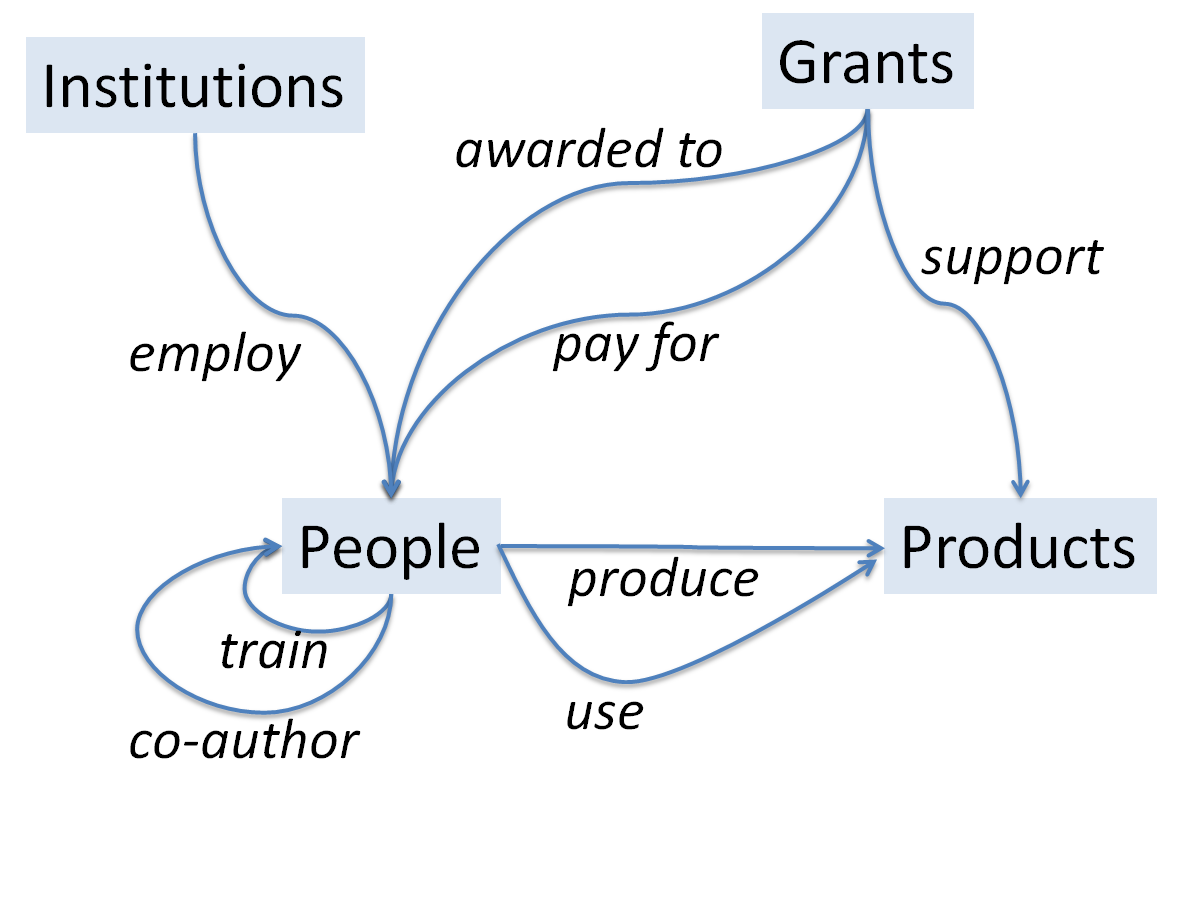 Institutions
Grants
awarded to
support
employ
pay for
People
Products
produce
train
use
co-author